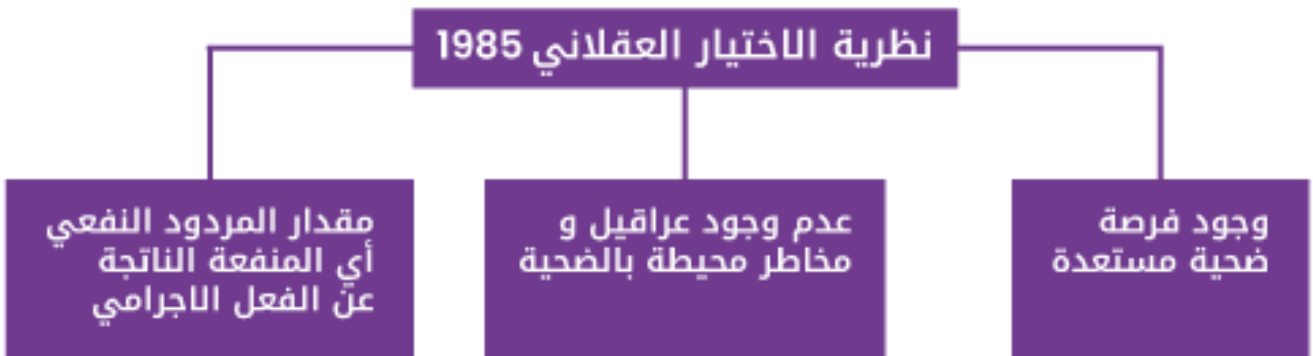 نظرية الاختيار العقلاني 1985
وجود فرصة
ضحية مستعدة
عدم وجود عراقيل و
مخاطر محيطة بالضحية
مقدار المردود النفعي
أي المنفعة الناتجة
عن الفعل الاجرامي